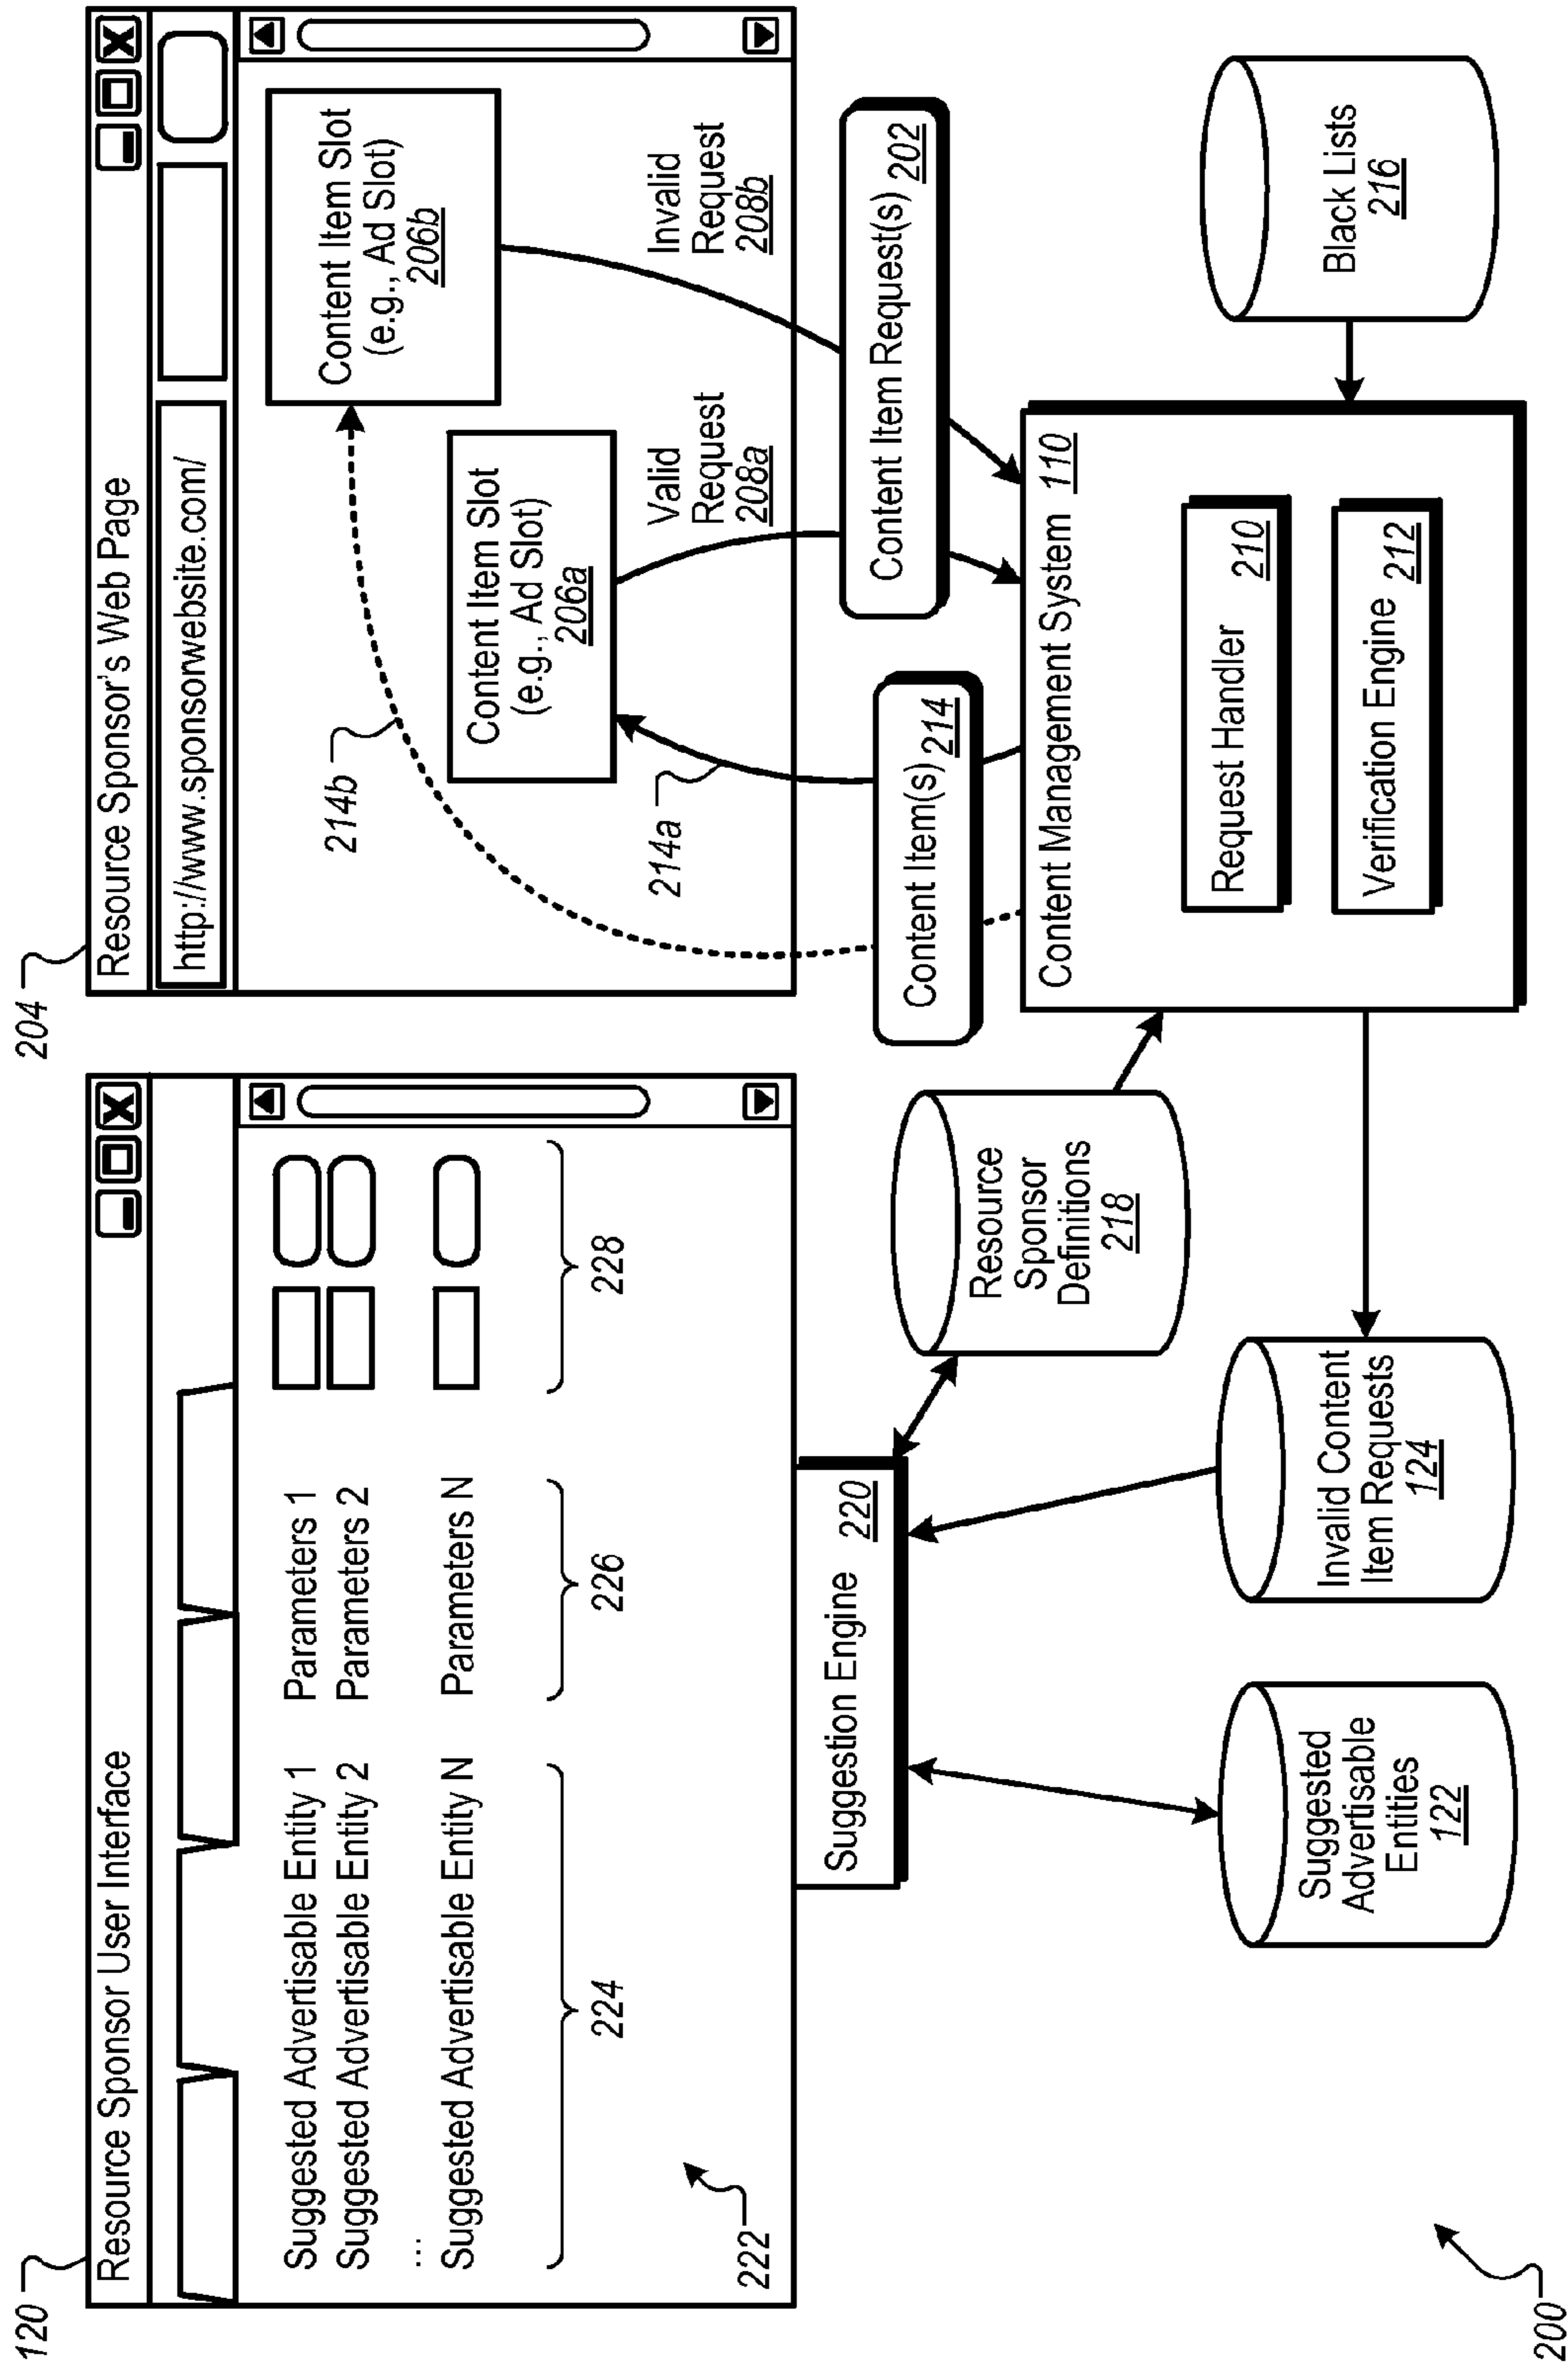 120
Resource Sponsor User Interface
Suggested Advertisable Entity 1
Parameters 1
Suggested Advertisable Entity 2
Parameters 2
...
Suggested Advertisable Entity N
Parameters N
224
226
228
222
204
Resource Sponsor's Web Page
http://www.sponsorwebsite.com/
Content Item Slot
(e.g., Ad Slot)
206b
214b
Content Item Slot
(e.g., Ad Slot)
206a
214a
Valid
Request
208a
Invalid
Request
208b
Suggestion Engine 220
Content Item(s) 214
Content Item Request(s) 202
Resource
Sponsor
Definitions
218
Content Management System 110
Request Handler 210
Verification Engine 212
Black Lists
216
Suggested
Advertisable
Entities
122
Invalid Content
Item Requests
124
200